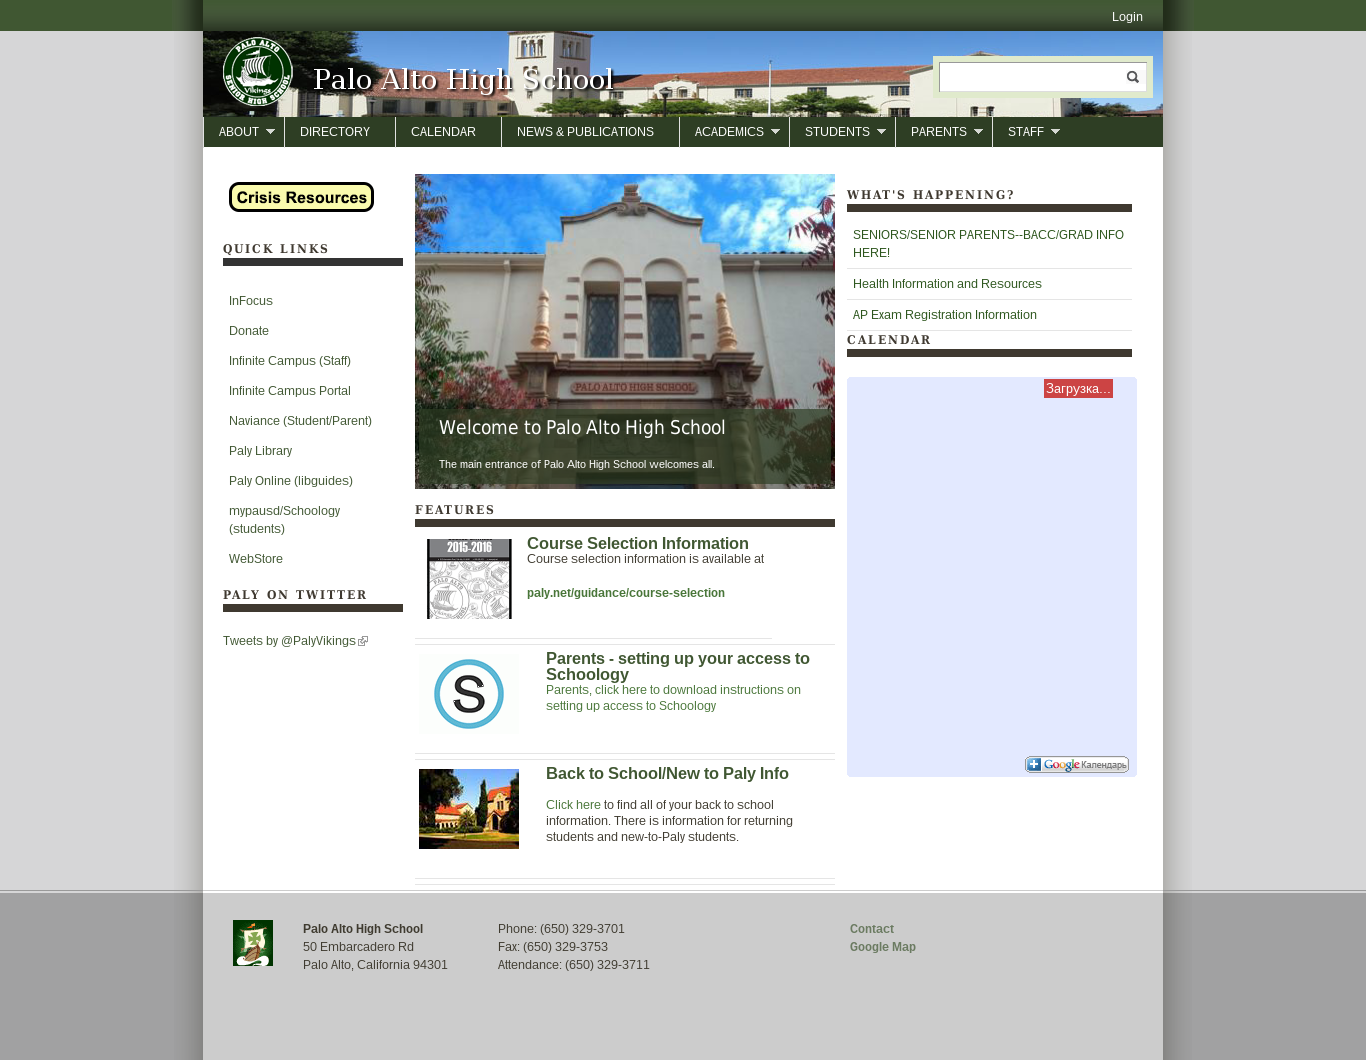 Login
PALO ALTO
Vikings
SENIOR HIGH SCHOOL
Palo Alto High School
ABOUT
DIRECTORY
CALENDAR
NEWS & PUBLICATIONS
ACADEMICS
STUDENTS
PARENTS
STAFF
Crisis Resources
QUICK LINKS
InFocus
Donate
Infinite Campus (Staff)
Infinite Campus Portal
Naviance (Student/Parent)
Paly Library
Paly Online (libguides)
mypausd/Schoology
(students)
WebStore
PALY ON TWITTER
Tweets by @PalyVikings
PALO ALTO HIGH SCHOOL
Welcome to Palo Alto High School
The main entrance of Palo Alto High School welcomes all.
FEATURES
2015-2016
Course Selection Information
Course selection information is available at
paly.net/guidance/course-selection
S
Parents - setting up your access to
Schoology
Parents, click here to download instructions on
setting up access to Schoology
Back to School/New to Paly Info
Click here to find all of your back to school
information. There is information for returning
students and new-to-Paly students.
WHAT'S HAPPENING?
SENIORS/SENIOR PARENTS--BACC/GRAD INFO
HERE!
Health Information and Resources
AP Exam Registration Information
CALENDAR
Загрузка...
Google Календарь
Palo Alto High School
50 Embarcadero Rd
Palo Alto, California 94301
Phone: (650) 329-3701
Fax: (650) 329-3753
Attendance: (650) 329-3711
Contact
Google Map